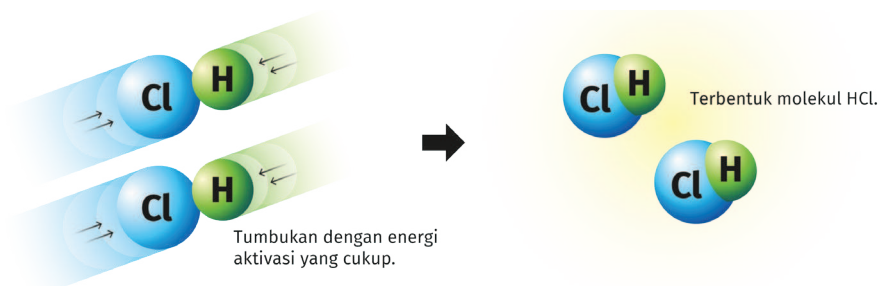 Cl H
Cl H
Tumbukan dengan energi
aktivasi yang cukup.
Cl H
Terbentuk molekul HCl.
Cl H